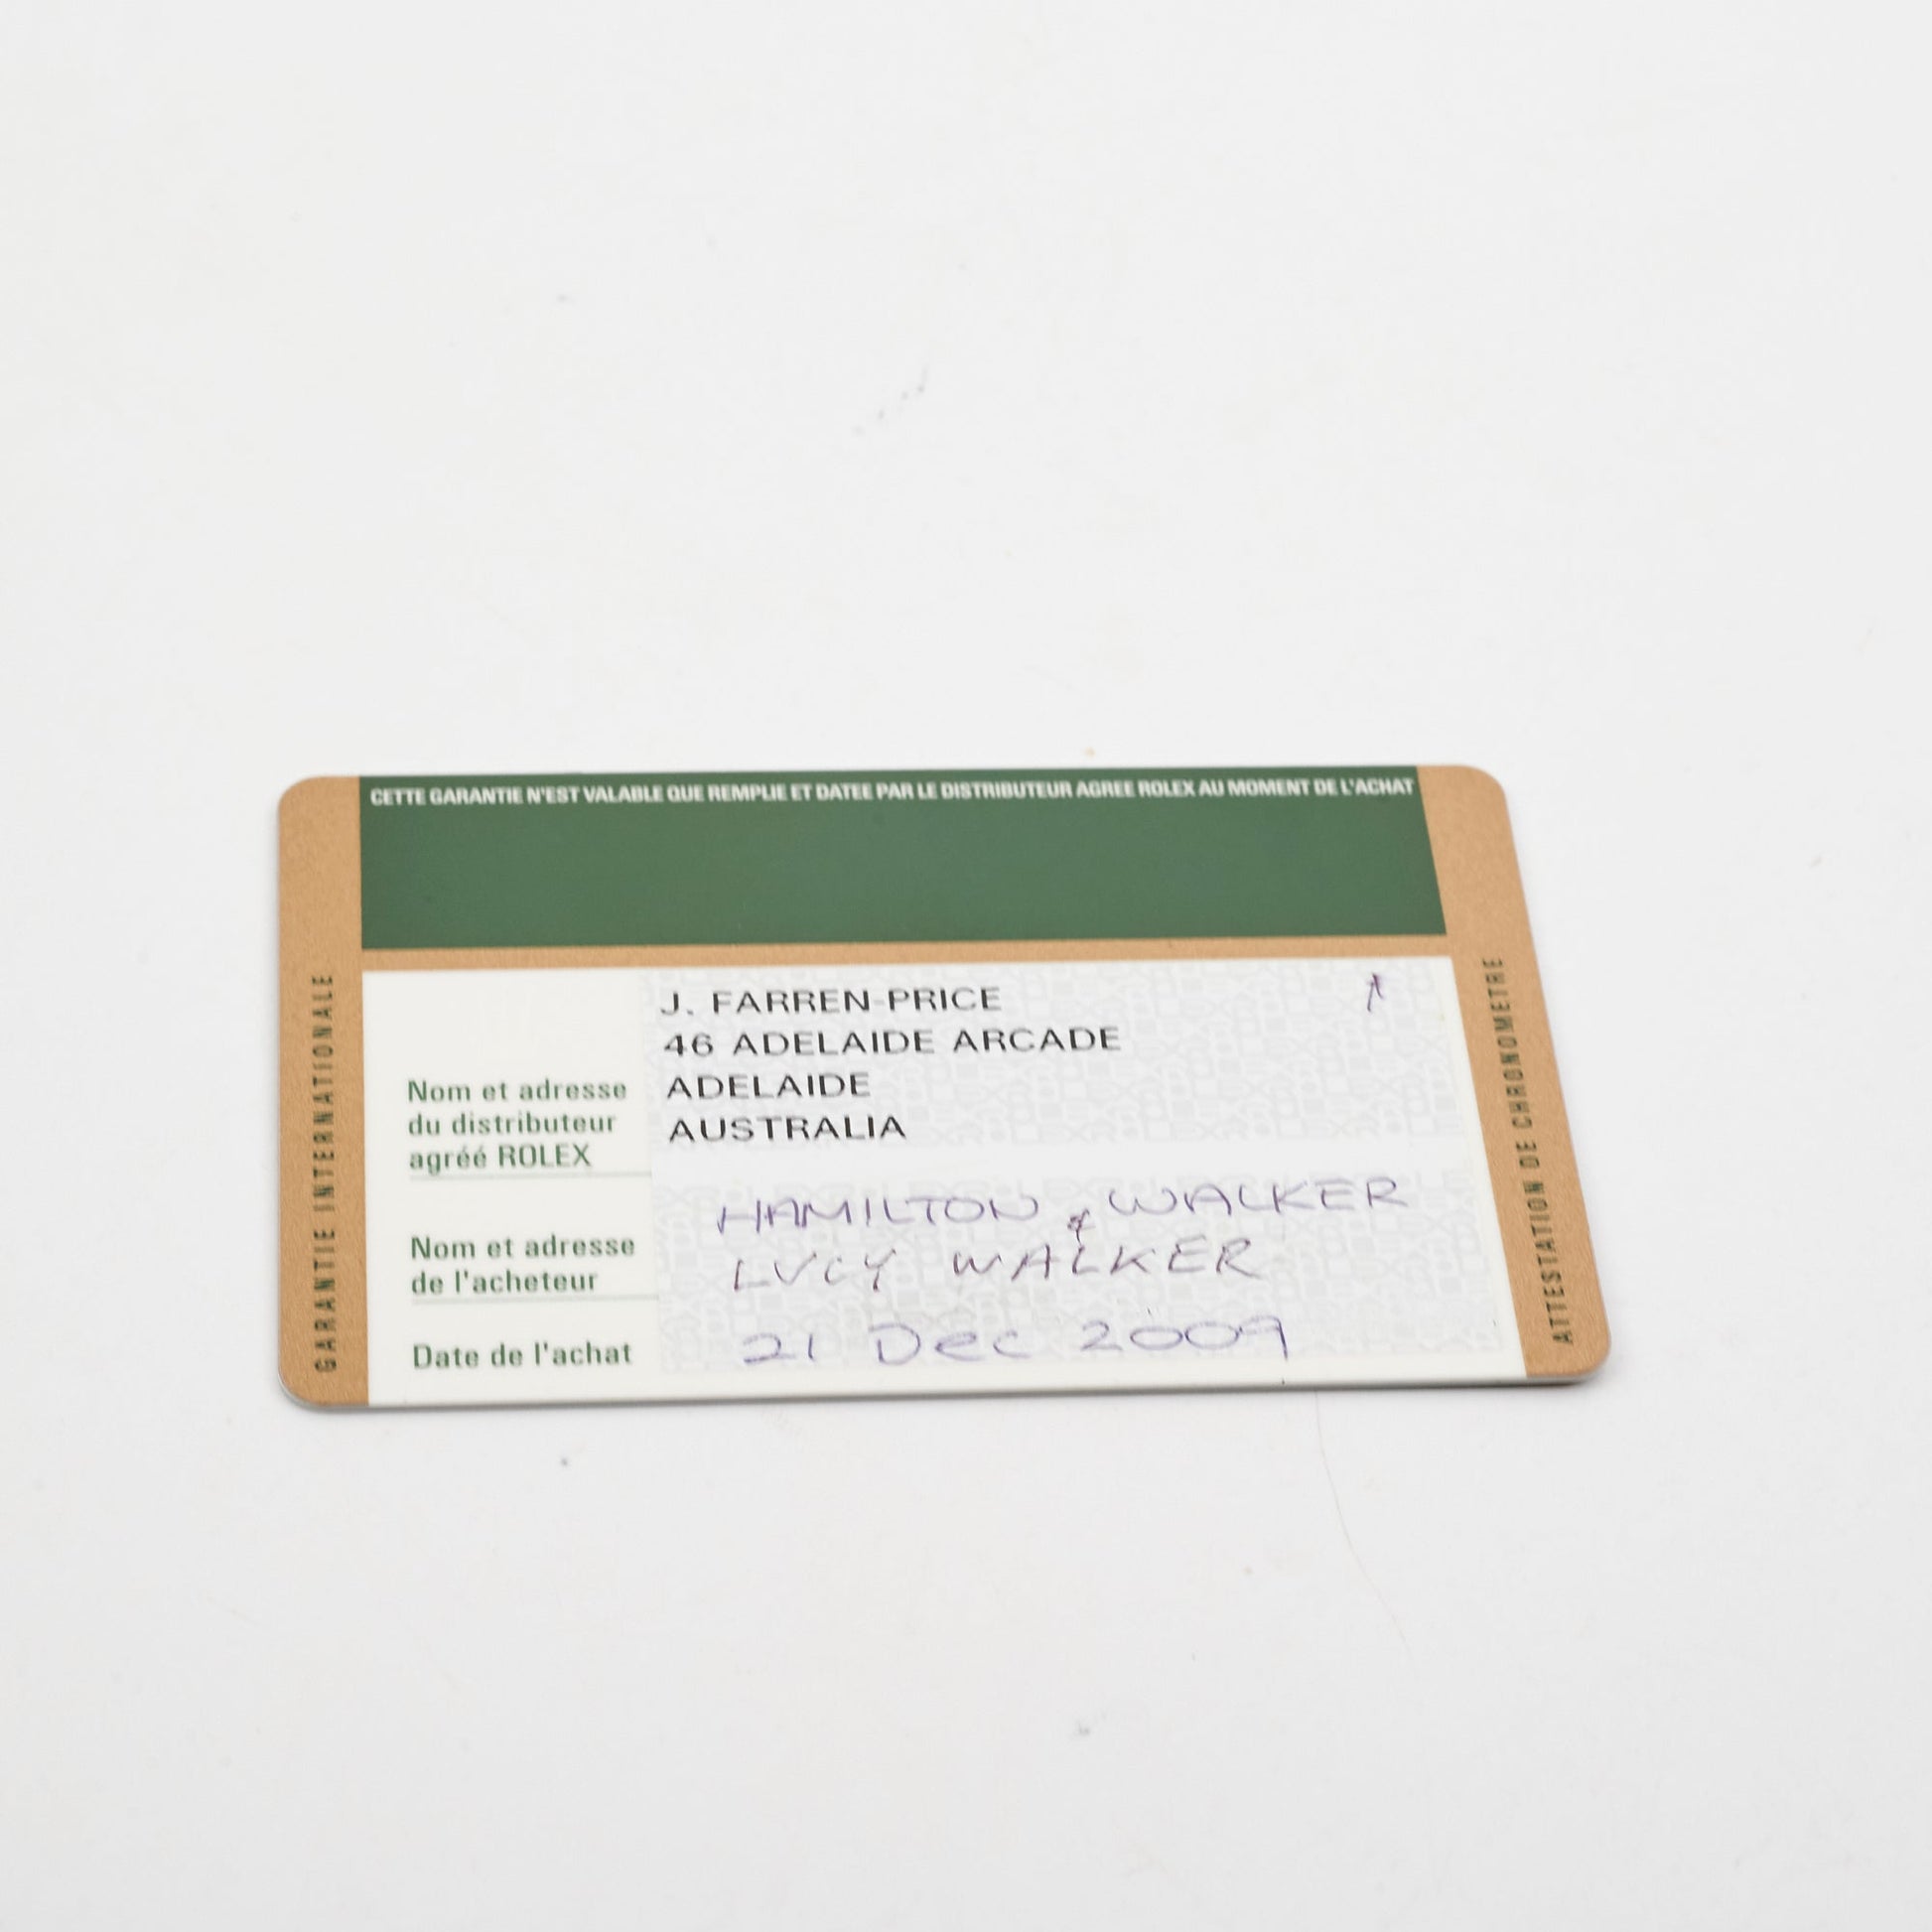 CETTE GARANTIE N'EST VALABLE QUE REMPLIE ET DATEE PAR LE DISTRIBUTEUR AGREE ROLEX AU MOMENT DE L'ACHAT
GARANTIE INTERNATIONALE
J. FARREN-PRICE
46 ADELAIDE ARCADE
ADELAIDE
AUSTRALIA
Nom et adresse
du distributeur
agréé ROLEX
HAMILTON & WALKER
LUCY WALKER
Nom et adresse
de l'acheteur
Date de l'achat
21 Dec 2009
ATTESTATION DE CHRONOMETRE